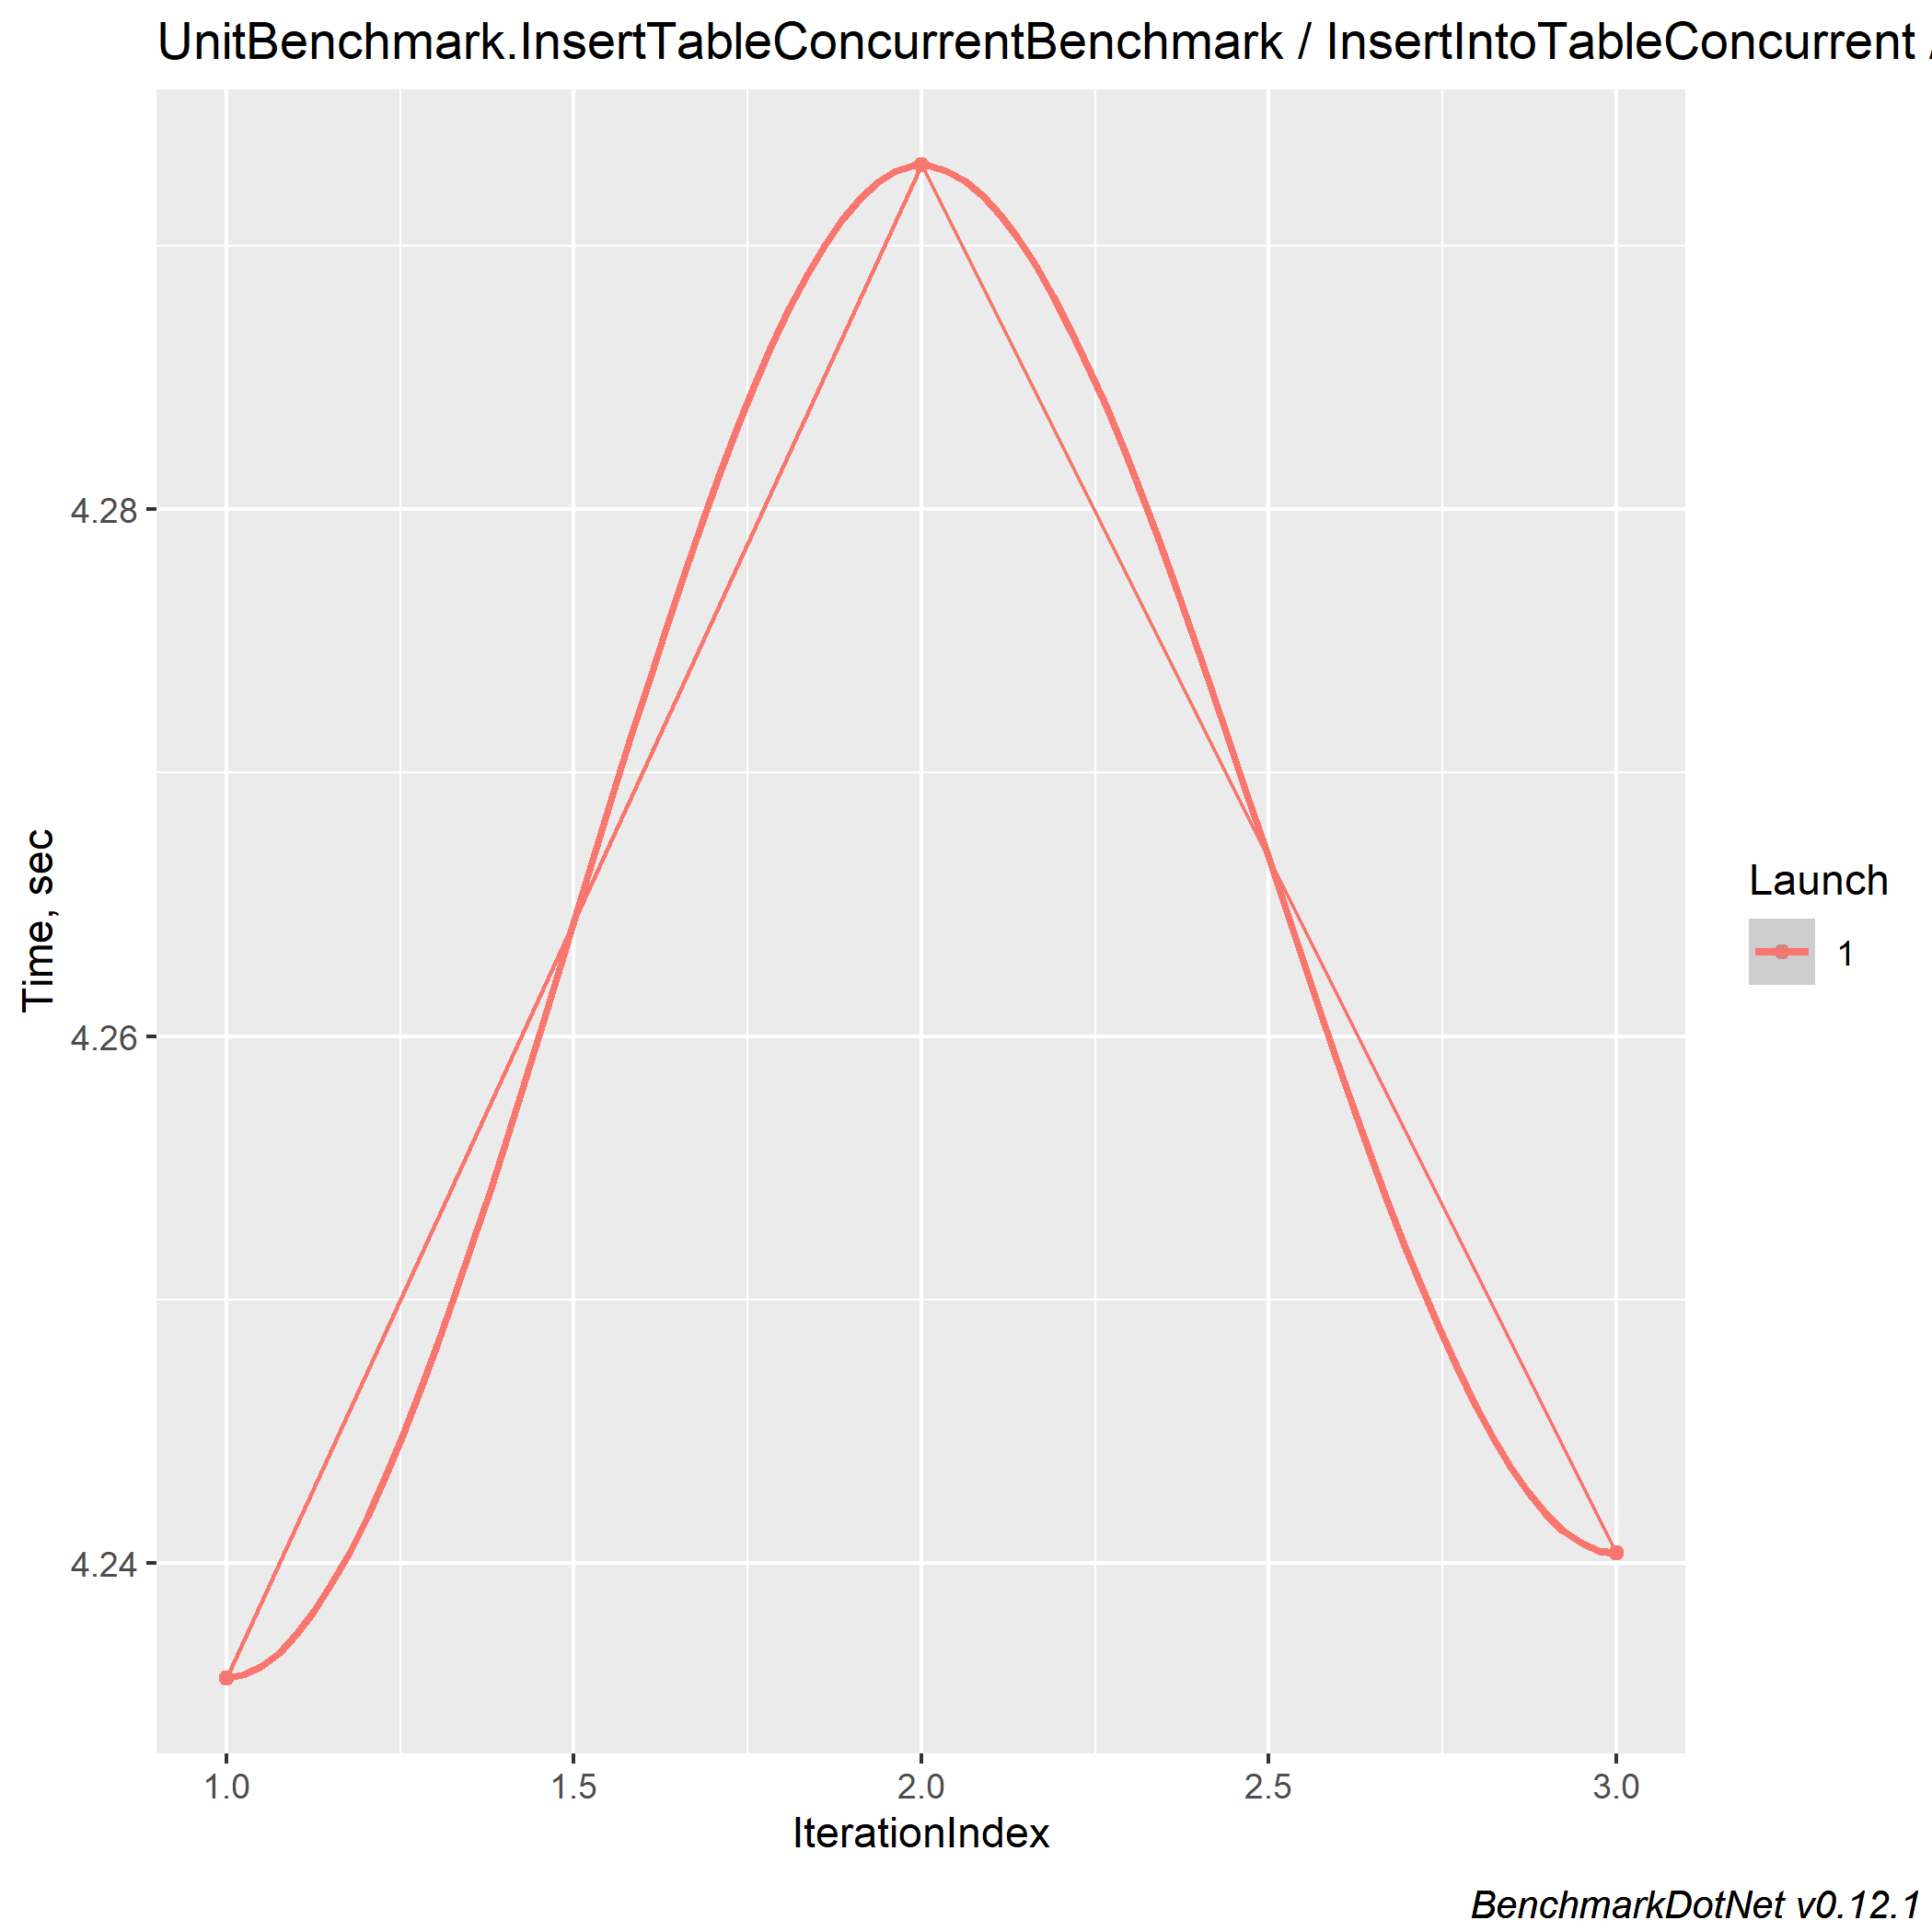 UnitBenchmark.InsertTableConcurrentBenchmark / InsertIntoTableConcurrent /
4.28
4.26
4.24
Time, sec
1.0 1.5 2.0 2.5 3.0
IterationIndex
Launch
1
BenchmarkDotNet v0.12.1